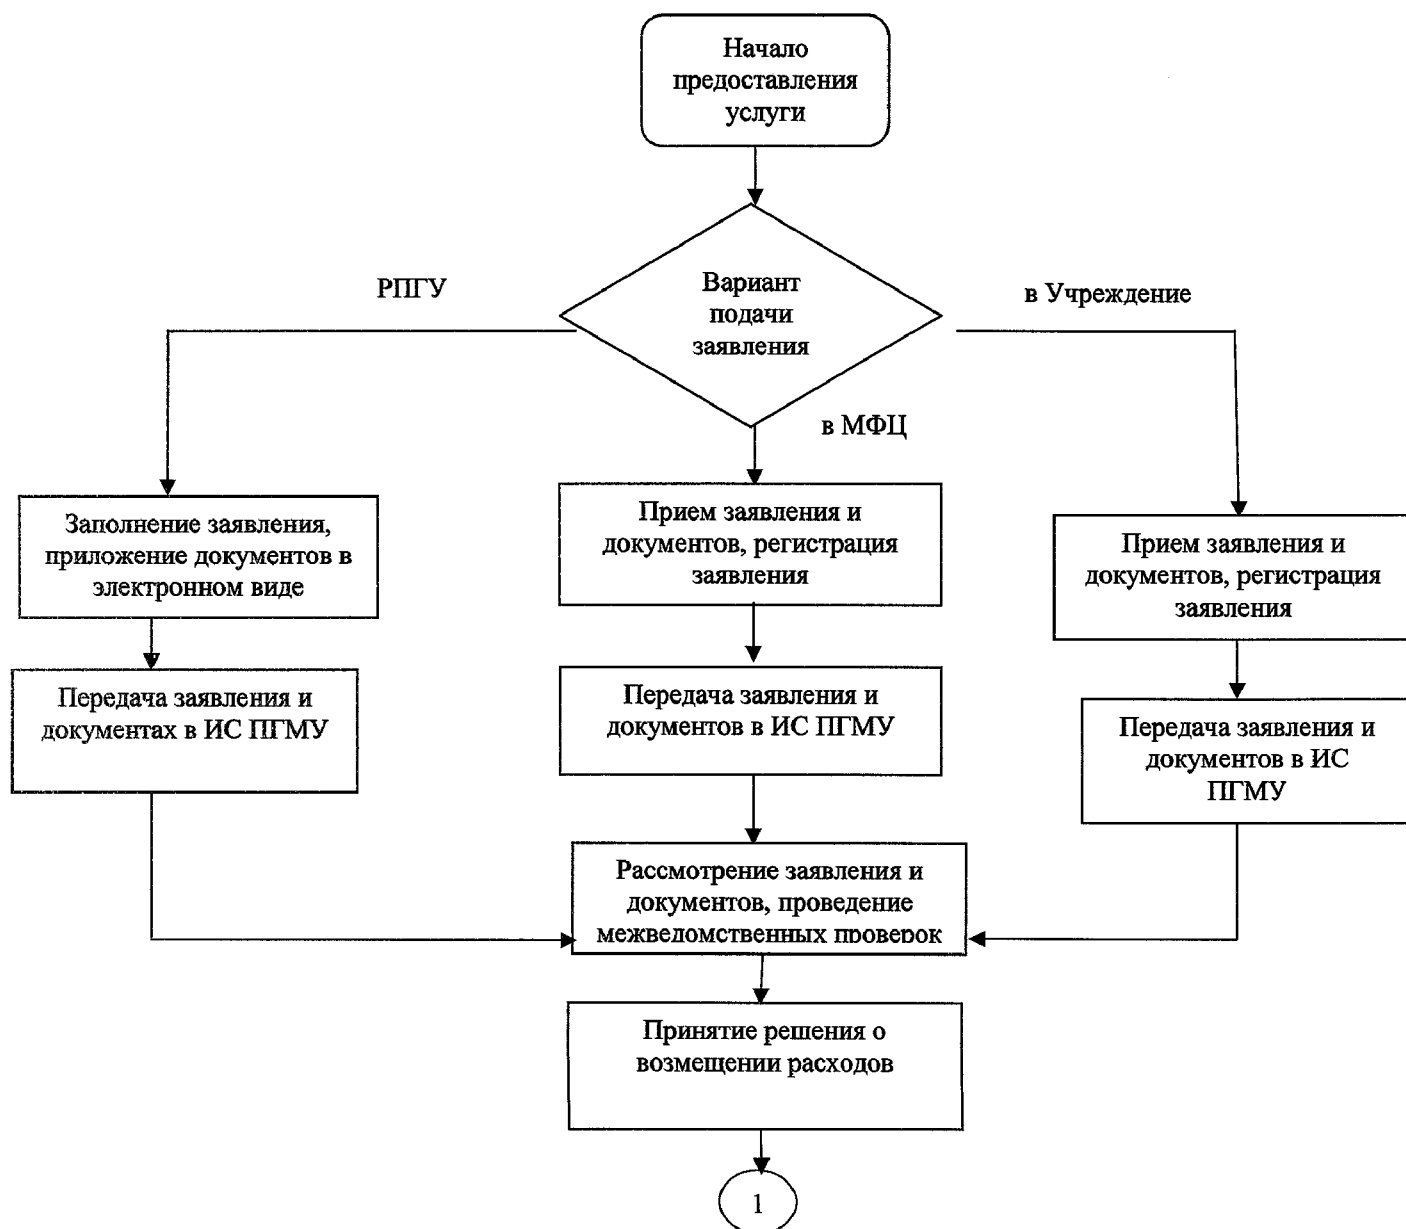 Начало
предоставления
услуги
РПГУ
Вариант
подачи
заявления
в Учреждение
в МФЦ
Заполнение заявления,
приложение документов в
электронном виде
Прием заявления и
документов, регистрация
заявления
Прием заявления и
документов, регистрация
заявления
Передача заявления и
документах в ИС ПГМУ
Передача заявления и
документов в ИС ПГМУ
Передача заявления и
документов в ИС
ПГМУ
Рассмотрение заявления и
документов, проведение
межведомственных проверок
Принятие решения о
возмещении расходов
1